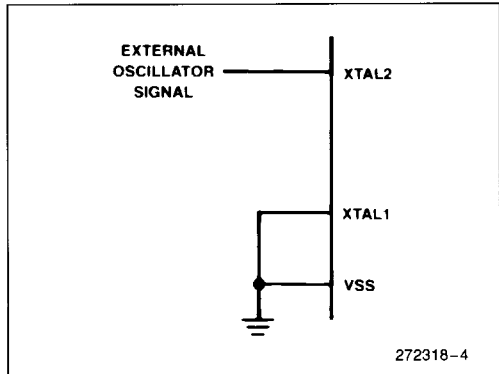 EXTERNAL
OSCILLATOR
SIGNAL
XTAL2
XTAL1
VSS
272318-4